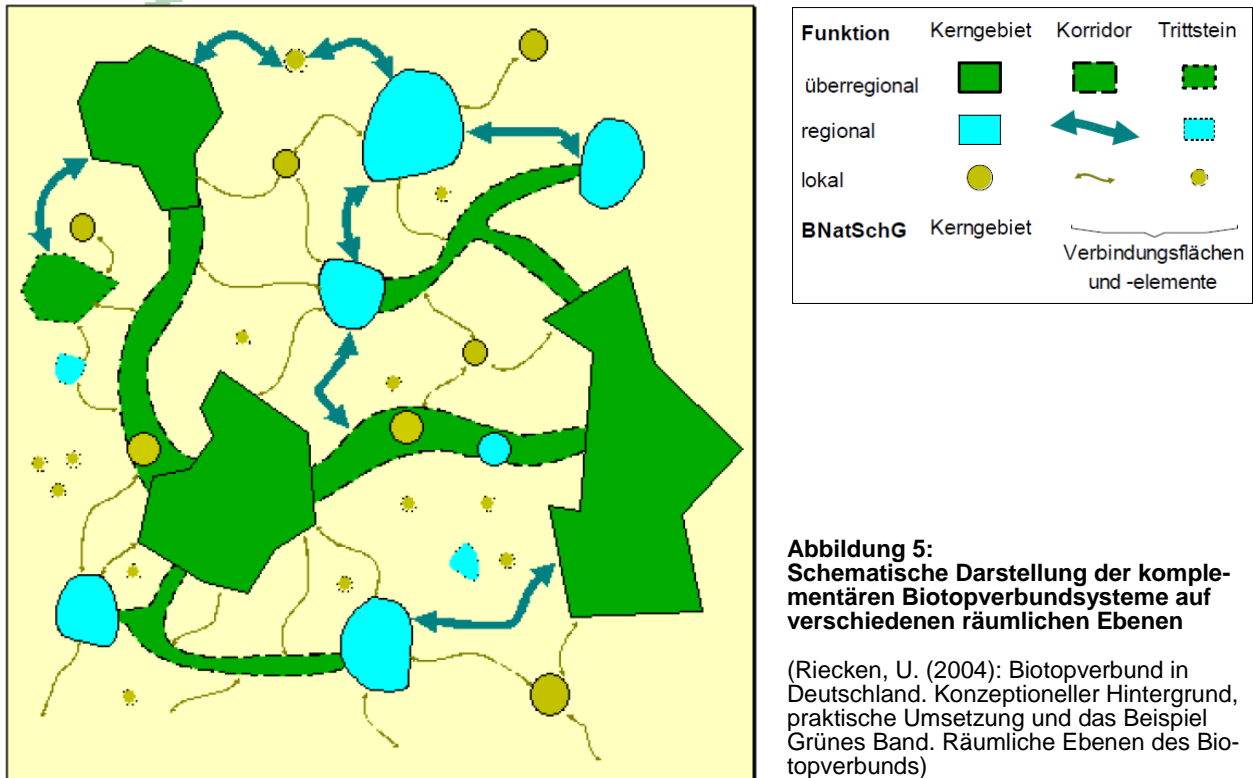 Funktion Kerngebiet Korridor Trittstein
überregional
regional
lokal
BNatSchG Kerngebiet
Verbindungsflächen
und -elemente
Abbildung 5:
Schematische Darstellung der komple-
mentären Biotopverbundsysteme auf
verschiedenen räumlichen Ebenen
(Riecken, U. (2004): Biotopverbund in
Deutschland. Konzeptioneller Hintergrund,
praktische Umsetzung und das Beispiel
Grünes Band. Räumliche Ebenen des Bio-
topverbunds)